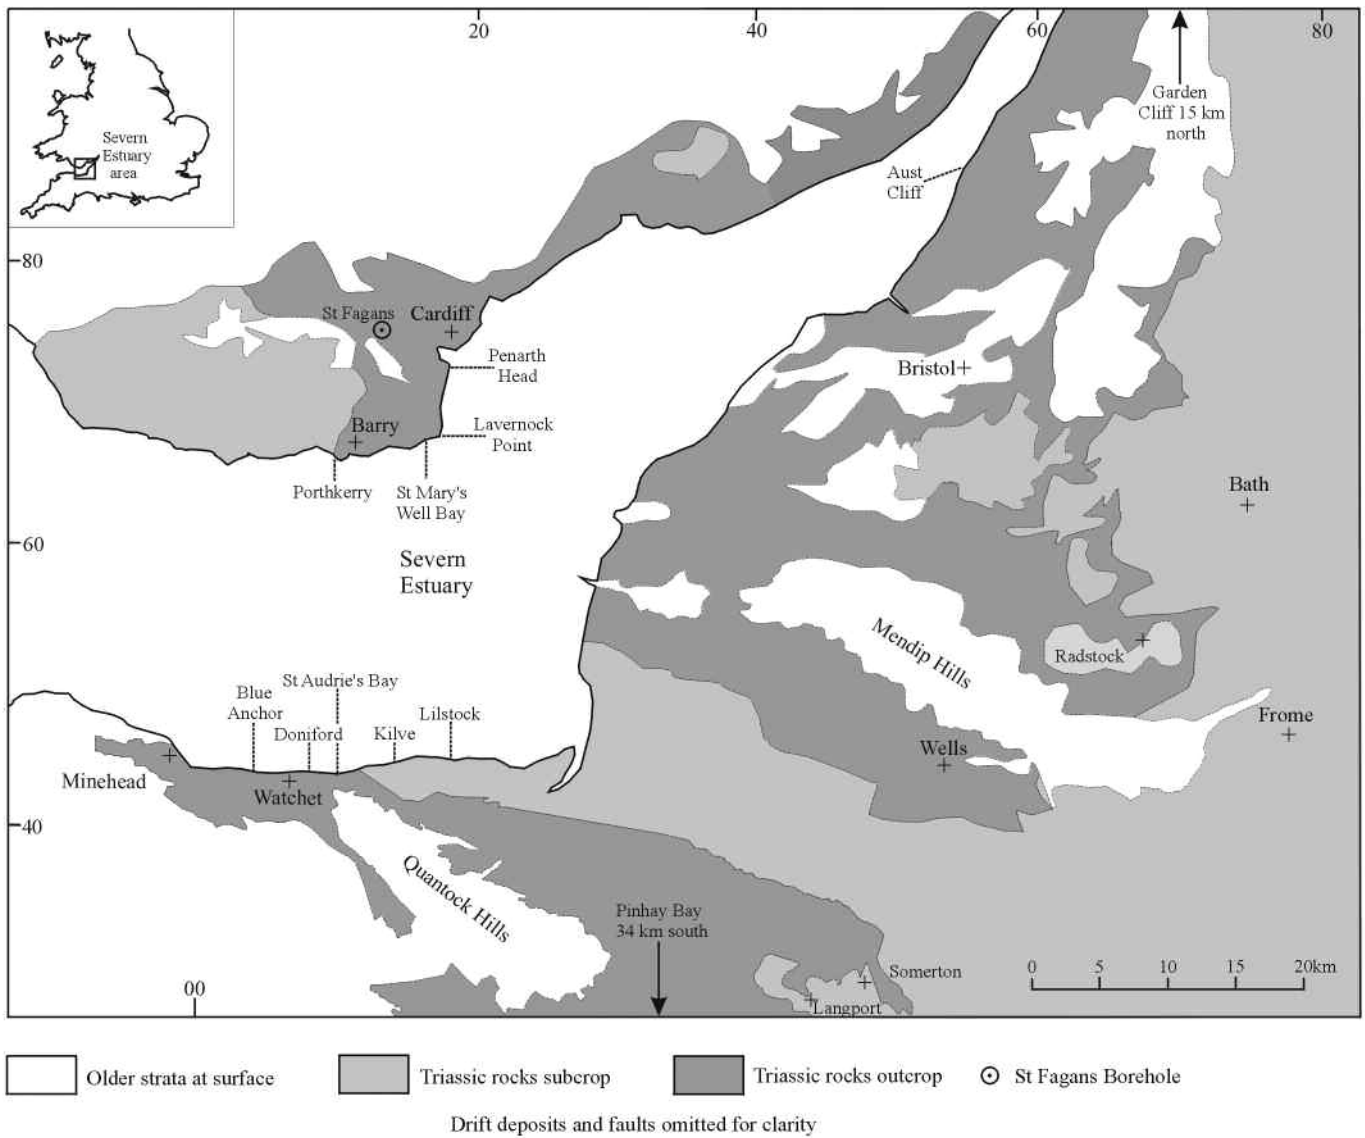 20
40
60
80
Severn
Estuary
area
Garden
Cliff 15 km
north
Aust
Cliff
80
St Fagans
Cardiff
Penarth
Head
Bristol
Barry
Lavernock
Point
Porthkerry
St Mary's
Well Bay
Bath
60
Severn
Estuary
Mendip Hills
Radstock
St Audrie's Bay
Blue
Anchor
Doniford
Kilve
Lilstock
Frome
Wells
Minehead
Watchet
40
Quantock Hills
Pinhay Bay
34 km south
Somerton
Langport
0 5 10 15 20km
00
Older strata at surface
Triassic rocks subcrop
Triassic rocks outcrop
St Fagans Borehole
Drift deposits and faults omitted for clarity